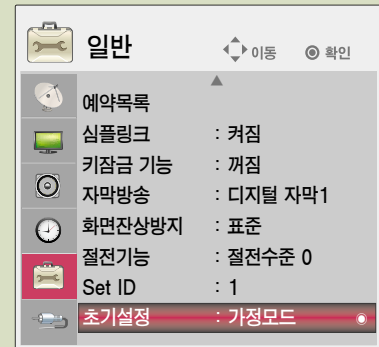 일반 이동 확인
예약목록
심플링크 : 켜짐
키잠금 기능 : 꺼짐
자막방송 : 디지털 자막1
화면잔상방지 : 표준
절전기능 : 절전수준 0
Set ID : 1
초기설정 : 가정모드